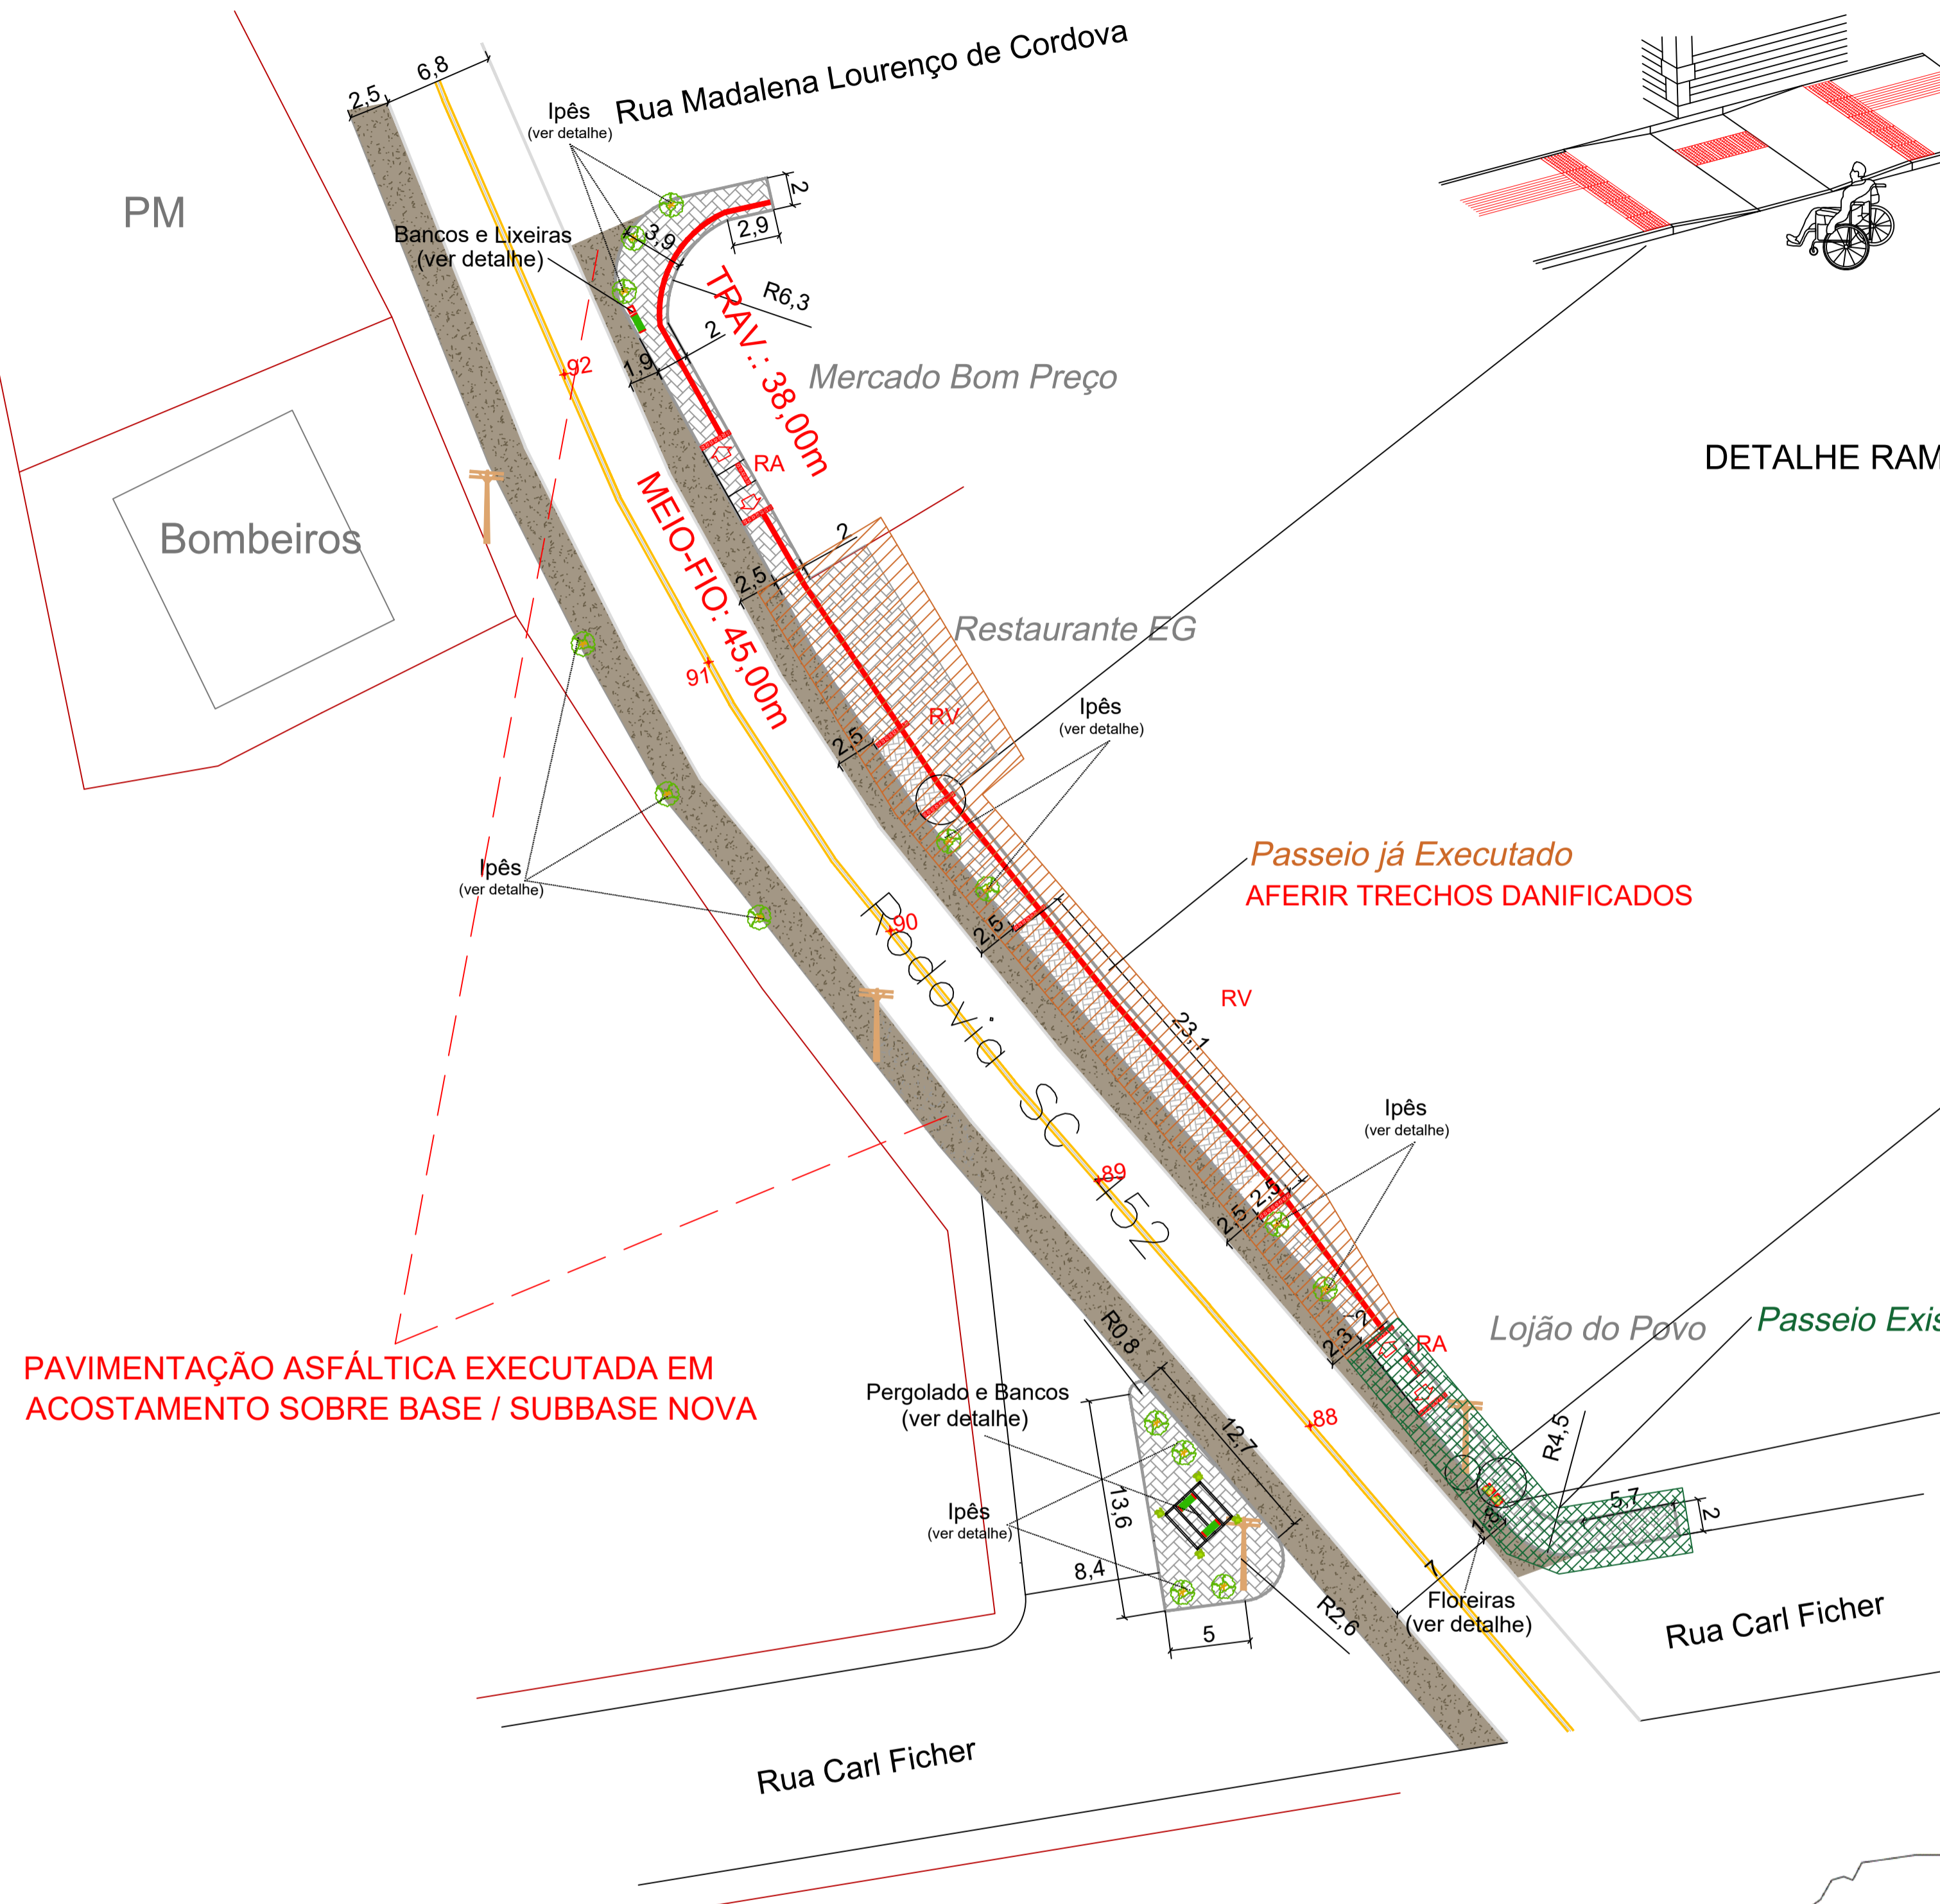 6,8
2,5
Ipês
(ver detalhe)
Rua Madalena Lourenço de Cordova
PM
Bancos e Lixeiras
(ver detalhe)
3,9
2
2,9
R6,3
TRAV.: 38,00m
2
1,9
92
Mercado Bom Preço
RA
DETALHE RAM
MEIO-FIO: 45,00m
Bombeiros
2
2,5
Restaurante EG
91
RV
Ipês
(ver detalhe)
2,5
Passeio já Executado
AFERIR TRECHOS DANIFICADOS
Ipês
(ver detalhe)
90
2,5
Rodovia SC 152
RV
23,1
Ipês
(ver detalhe)
89
2,5
2,5
2
2,3
RA
Lojão do Povo
Passeio Exis
PAVIMENTAÇÃO ASFÁLTICA EXECUTADA EM
ACOSTAMENTO SOBRE BASE / SUBBASE NOVA
R0,8
Pergolado e Bancos
(ver detalhe)
12,7
88
R4,5
13,6
Ipês
(ver detalhe)
5,7
2
1,8
8,4
7
Floreiras
(ver detalhe)
5
R2,6
Rua Carl Ficher
Rua Carl Ficher